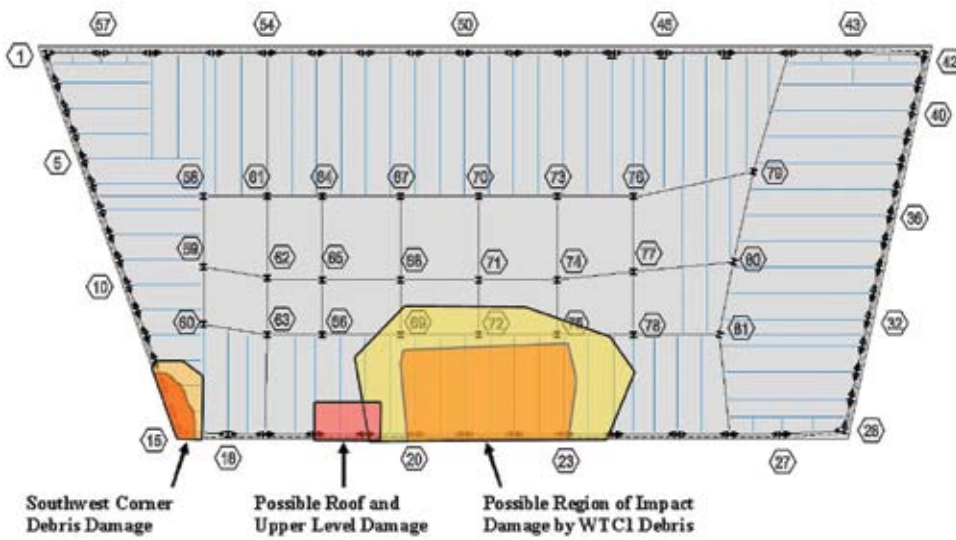 57 54 50 48 43
1 42
40
5
58 61 64 67 70 73 76 79
36
59 62 65 68 71 74 77 80
10
60 63 66 69 72 75 78 81 32
15 18 20 23 27 28
Southwest Corner
Debris Damage
Possible Roof and
Upper Level Damage
Possible Region of Impact
Damage by WTC1 Debris